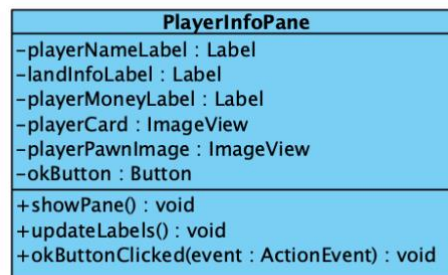 PlayerInfoPane
-playerNameLabel : Label
-landInfoLabel : Label
-playerMoneyLabel : Label
-playerCard : ImageView
-playerPawnImage : ImageView
-okButton : Button
+showPane() : void
+updateLabels() : void
+okButtonClicked(event : ActionEvent) : void